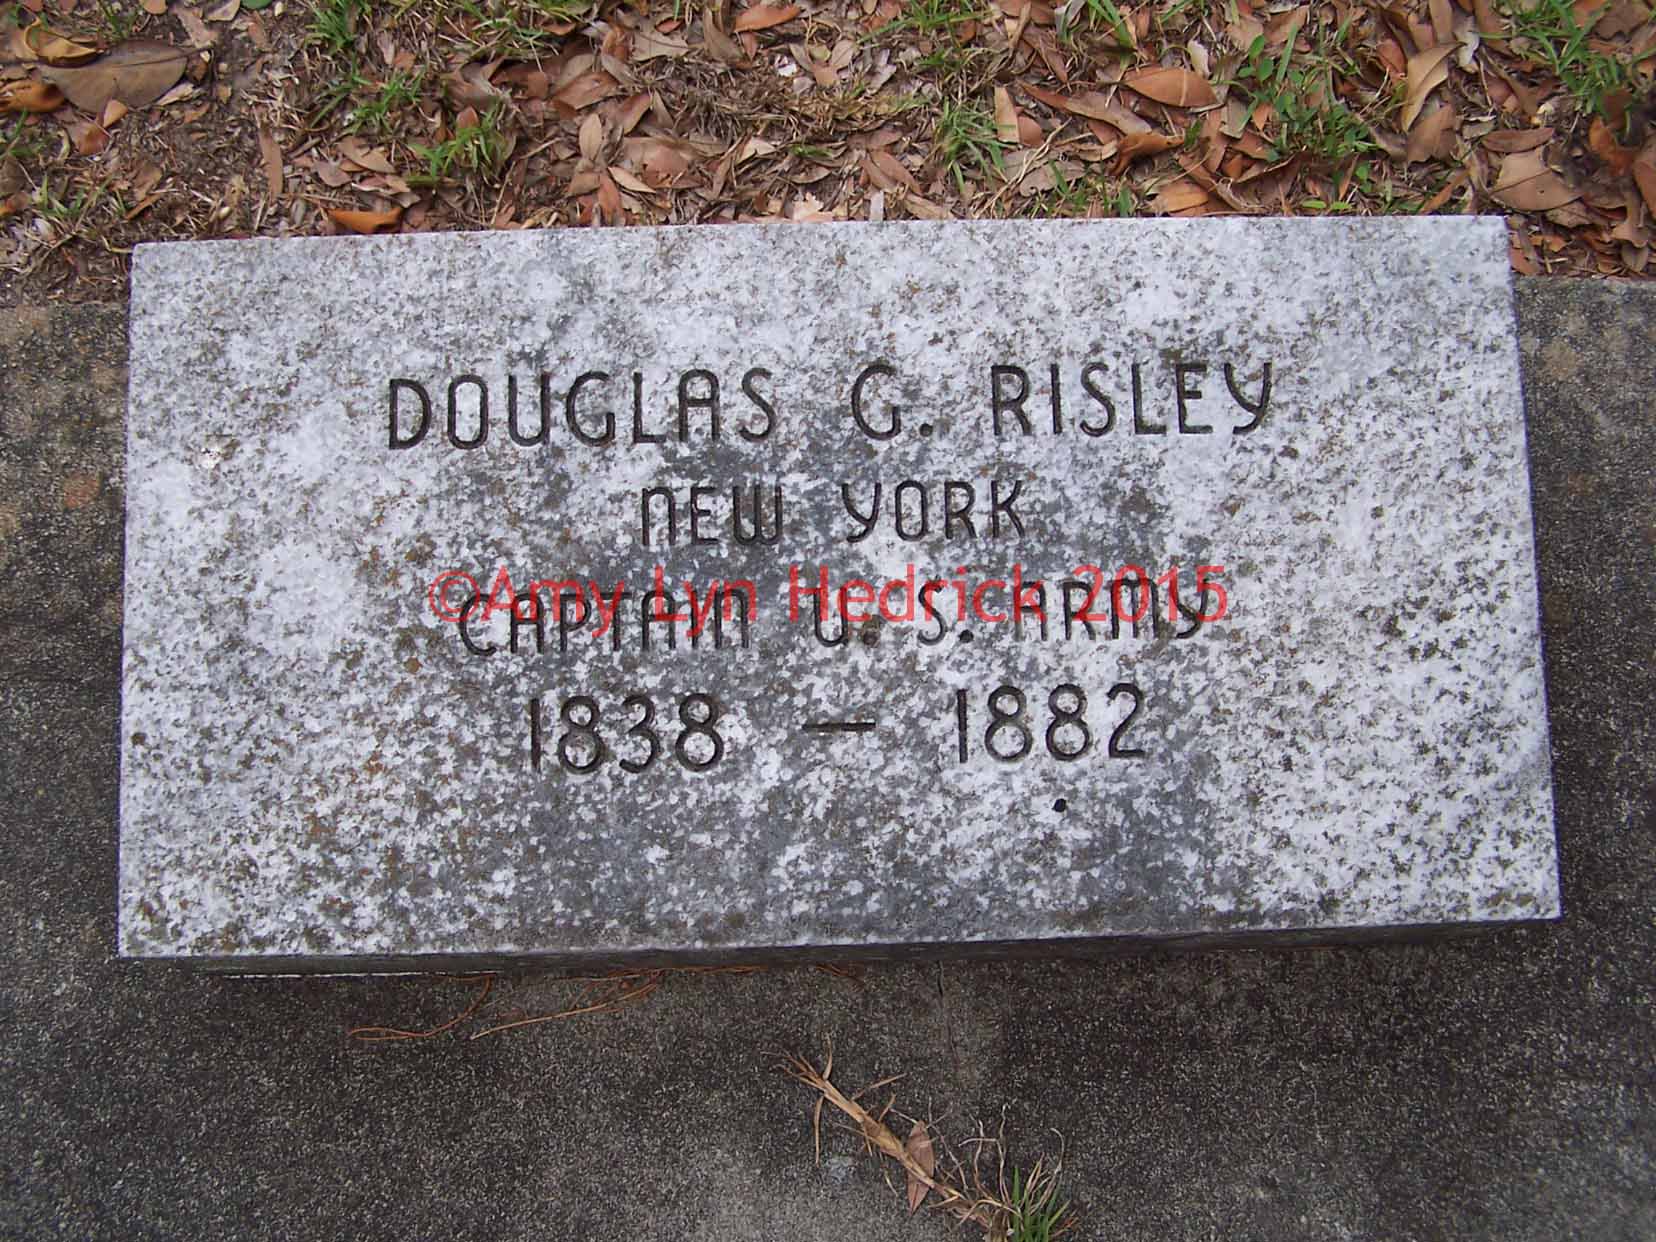 DOUGLAS G. RISLEY
NEW YORK
©Amy Lyn Hedrick 2015
CAPTAIN U. S. ARMY
1838 — 1882